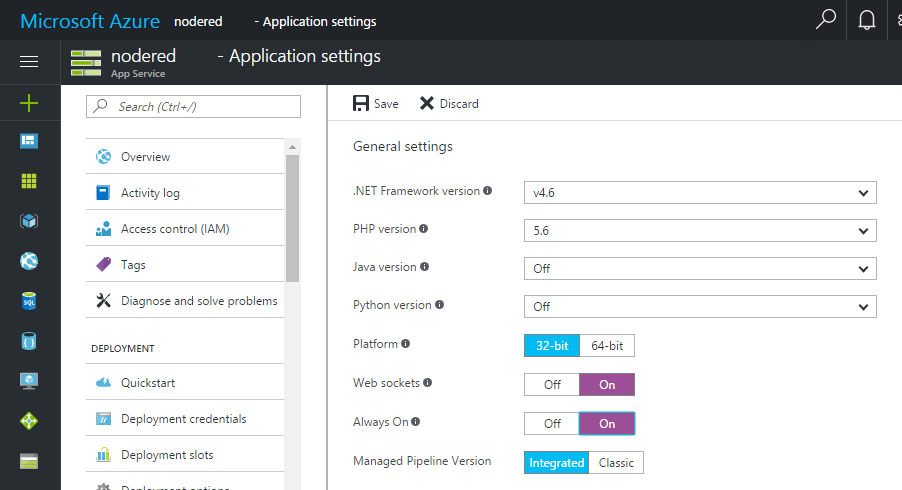 Microsoft Azure nodered - Application settings
nodered - Application settings
App Service
Search (Ctrl+/)
Overview
Activity log
Access control (IAM)
Tags
Diagnose and solve problems
DEPLOYMENT
Quickstart
Deployment credentials
Deployment slots
Deployment options
SQL
Save Discard
General settings
.NET Framework version v4.6
PHP version 5.6
Java version Off
Python version Off
Platform 32-bit 64-bit
Web sockets Off On
Always On Off On
Managed Pipeline Version Integrated Classic